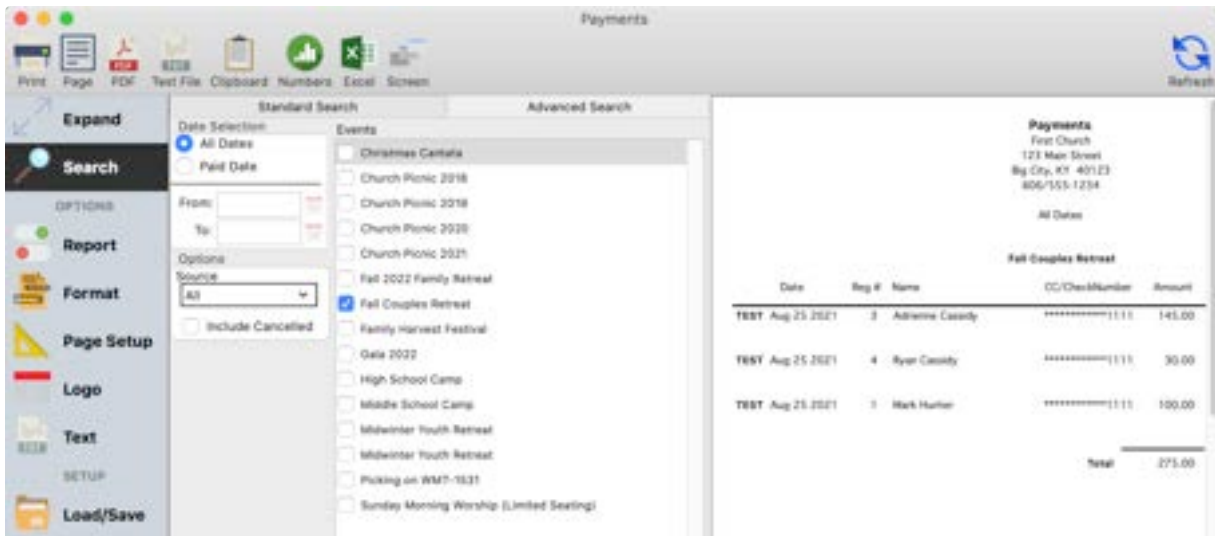 Payments
Print Page PDF Text File Clipboard Numbers Excel Screen Refresh
Expand
Search
OPTIONS
Report
Format
Page Setup
Logo
Text
SETUP
Load/Save
Standard Search Advanced Search
Date Selection
All Dates
Paid Date
From:
To:
Options
Source
All
Include Cancelled
Events
Christmas Cantata
Church Picnic 2018
Church Picnic 2019
Church Picnic 2020
Church Picnic 2021
Fall 2022 Family Retreat
Fall Couples Retreat
Family Harvest Festival
Gala 2022
High School Camp
Middle School Camp
Midwinter Youth Retreat
Midwinter Youth Retreat
Picking on WMT-1531
Sunday Morning Worship (Limited Seating)
Payments
First Church
123 Main Street
Big City, KY 40123
606/555-1234
All Dates
Fall Couples Retreat
Date Reg # Name CC/CheckNumber Amount
TEST Aug 25 2021 3 Adrienne Cassidy ************1111 145.00
TEST Aug 25 2021 4 Ryan Cassidy ************1111 30.00
TEST Aug 25 2021 1 Mark Hunter ************1111 100.00
Total 275.00